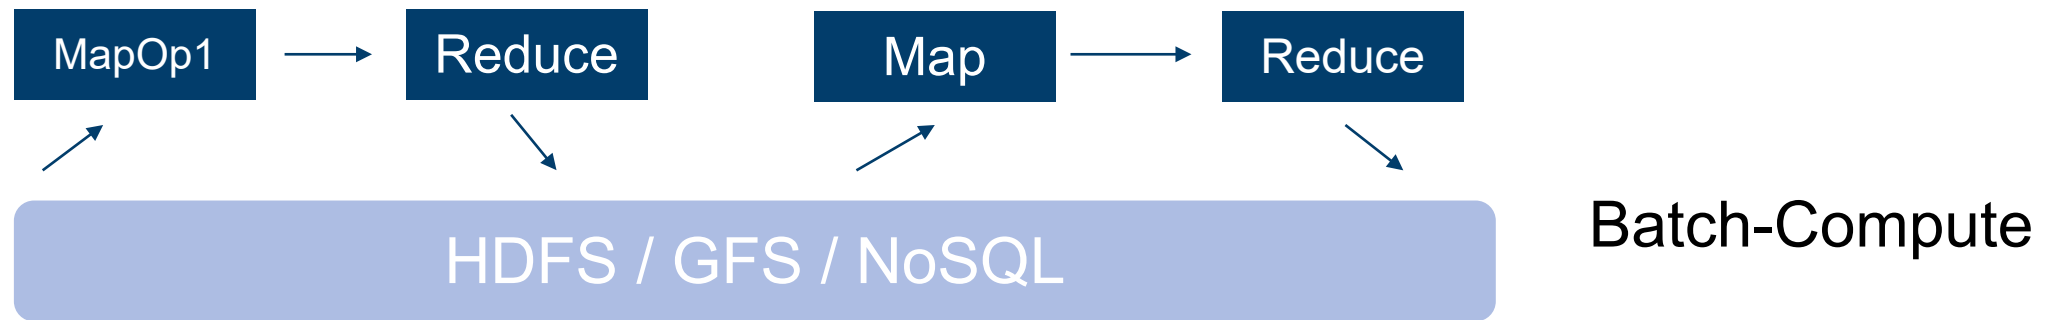 MapOp1
Reduce
Map
Reduce
HDFS / GFS / NoSQL
Batch-Compute